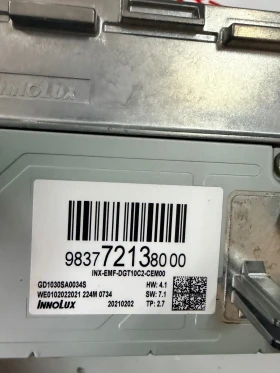 INNOLUX
9837721380 00
INX-EMF-DGT10C2-CEM00
GD1030SA0034S HW: 4.1
WE0102022021 224M 0734 SW: 7.1
INNOLUX 20210202 TP: 2.7